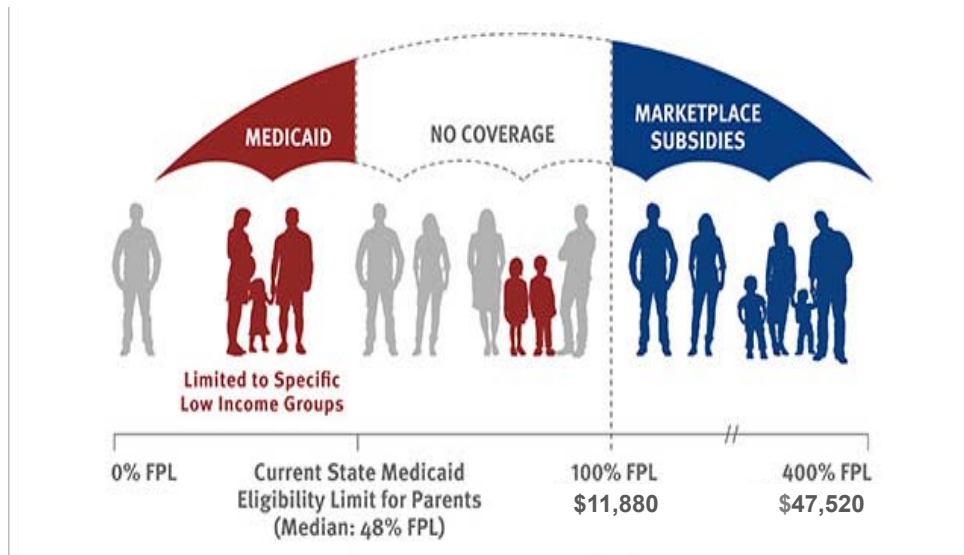 MEDICAID
NO COVERAGE
MARKETPLACE
SUBSIDIES
Limited to Specific
Low Income Groups
0% FPL
Current State Medicaid
Eligibility Limit for Parents
(Median: 48% FPL)
100% FPL
$11,880
400% FPL
$47,520